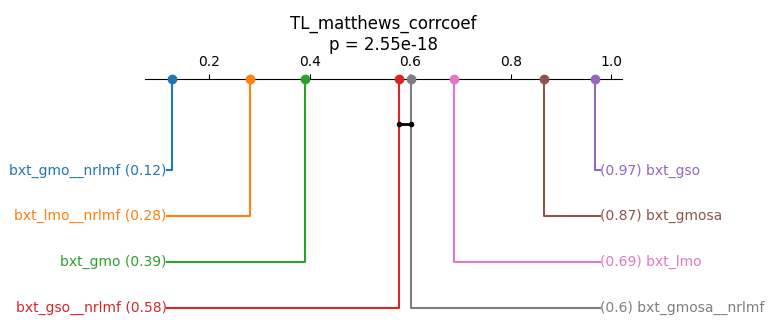 TL_matthews_corrcoef
p = 2.55e-18
0.2 0.4 0.6 0.8 1.0
bxt_gmo__nrlmf (0.12) (0.97) bxt_gso
bxt_lmo__nrlmf (0.28) (0.87) bxt_gmosa
bxt_gmo (0.39) (0.69) bxt_lmo
bxt_gso__nrlmf (0.58) (0.6) bxt_gmosa__nrlmf